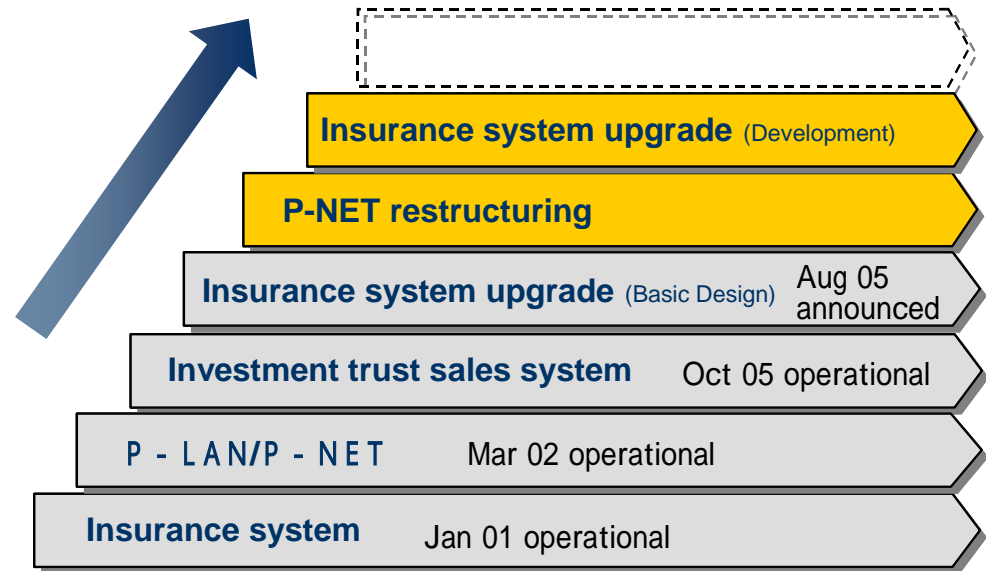 Insurance system upgrade (Development)
P-NET restructuring
Insurance system upgrade (Basic Design) Aug 05
announced
Investment trust sales system Oct 05 operational
P - LAN/P - NET Mar 02 operational
Insurance system Jan 01 operational